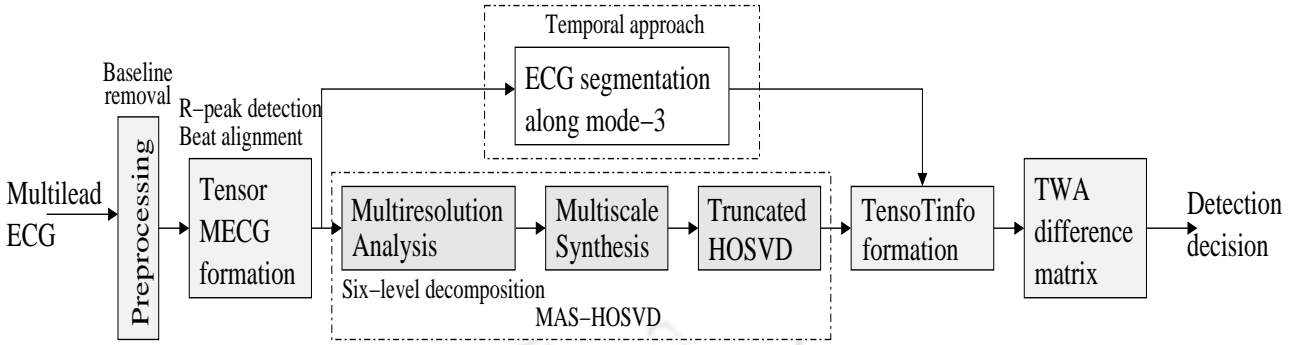 Temporal approach
ECG segmentation
along mode-3
Baseline
removal
R-peak detection
Beat alignment
Multilead
ECG
Preprocessing
Tensor
MECG
formation
Multiresolution
Analysis
Multiscale
Synthesis
Truncated
HOSVD
Six-level decomposition
MAS-HOSVD
TensoTinfo
formation
TWA
difference
matrix
Detection
decision